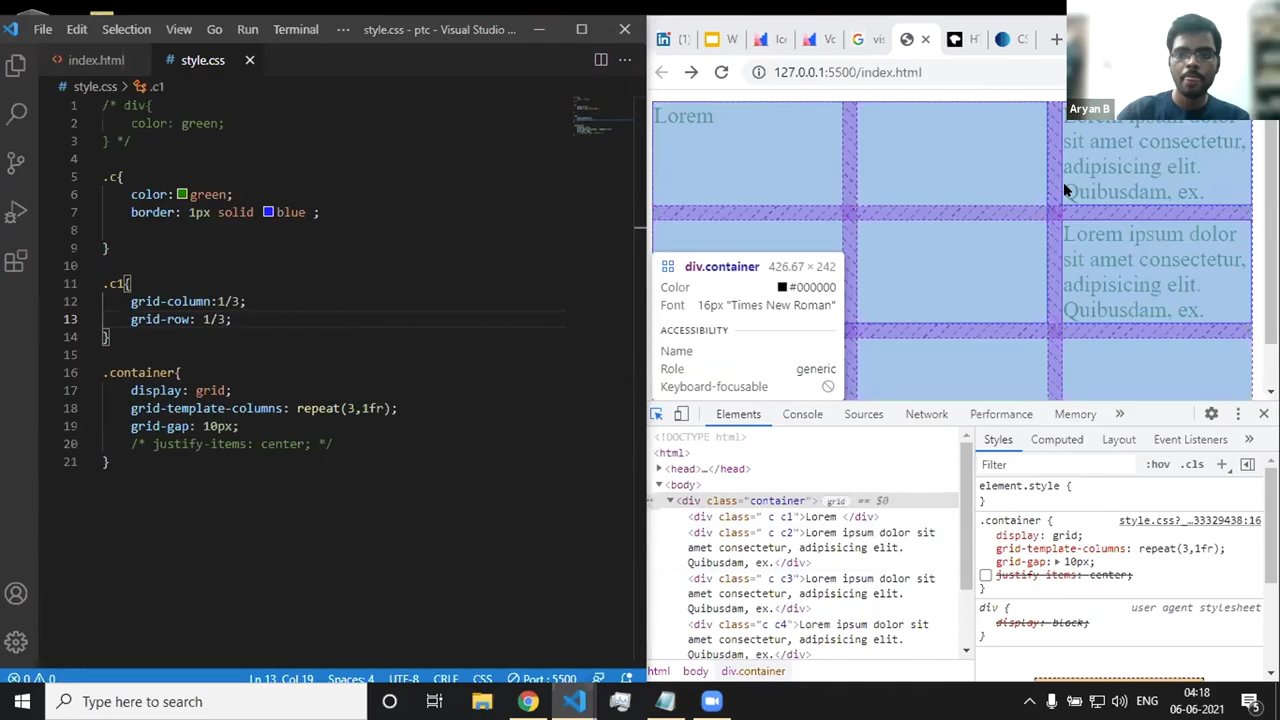 File Edit Selection View Go Run Terminal ··· style.css - ptc - Visual Studio ...
index.html style.css
style.css > .c1
1 /* div{
2 color: green;
3 } */
4
5 .c{
6 color: green;
7 border: 1px solid blue ;
8
9 }
10
11 .c1{
12 grid-column:1/3;
13 grid-row: 1/3;
14 }
15
16 .container{
17 display: grid;
18 grid-template-columns: repeat(3,1fr);
19 grid-gap: 10px;
20 /* justify-items: center; */
21 }
0 0 Ln 13, Col 19 Spaces: 4 UTF-8 CRLF CSS Port : 5500
(1) W Ice Vc vis H CS
127.0.0.1:5500/index.html
Aryan B
Lorem
Lorem ipsum dolor
sit amet consectetur,
adipisicing elit.
Quibusdam, ex.
Lorem ipsum dolor
sit amet consectetur,
adipisicing elit.
Quibusdam, ex.
div.container 426.67 × 242
Color #000000
Font 16px "Times New Roman"
ACCESSIBILITY
Name
Role generic
Keyboard-focusable
Elements Console Sources Network Performance Memory »
<!DOCTYPE html>
<html>
<head>…</head>
<body>
<div class="container"> grid == $0
<div class=" c c1">Lorem </div>
<div class=" c c2">Lorem ipsum dolor sit
amet consectetur, adipisicing elit.
Quibusdam, ex.</div>
<div class=" c c3">Lorem ipsum dolor sit
amet consectetur, adipisicing elit.
Quibusdam, ex.</div>
<div class="c c4">Lorem ipsum dolor sit
amet consectetur, adipisicing elit.
Quibusdam, ex.</div>
html body div.container
Styles Computed Layout Event Listeners »
Filter :hov .cls +
element.style {
}
.container { style.css?_…33329438:16
display: grid;
grid-template-columns: repeat(3,1fr);
grid-gap: 10px;
justify-items: center;
}
div { user agent stylesheet
display: block;
}
Type here to search
ENG 04:18
06-06-2021
5